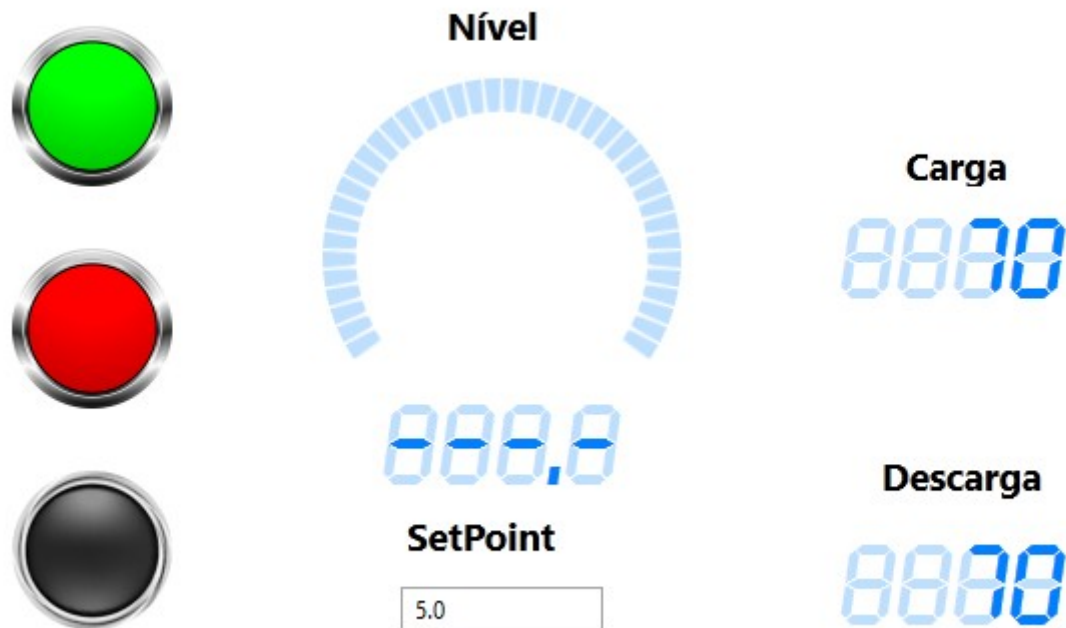 Nível
Carga
70
---,-
Descarga
SetPoint
70
5.0